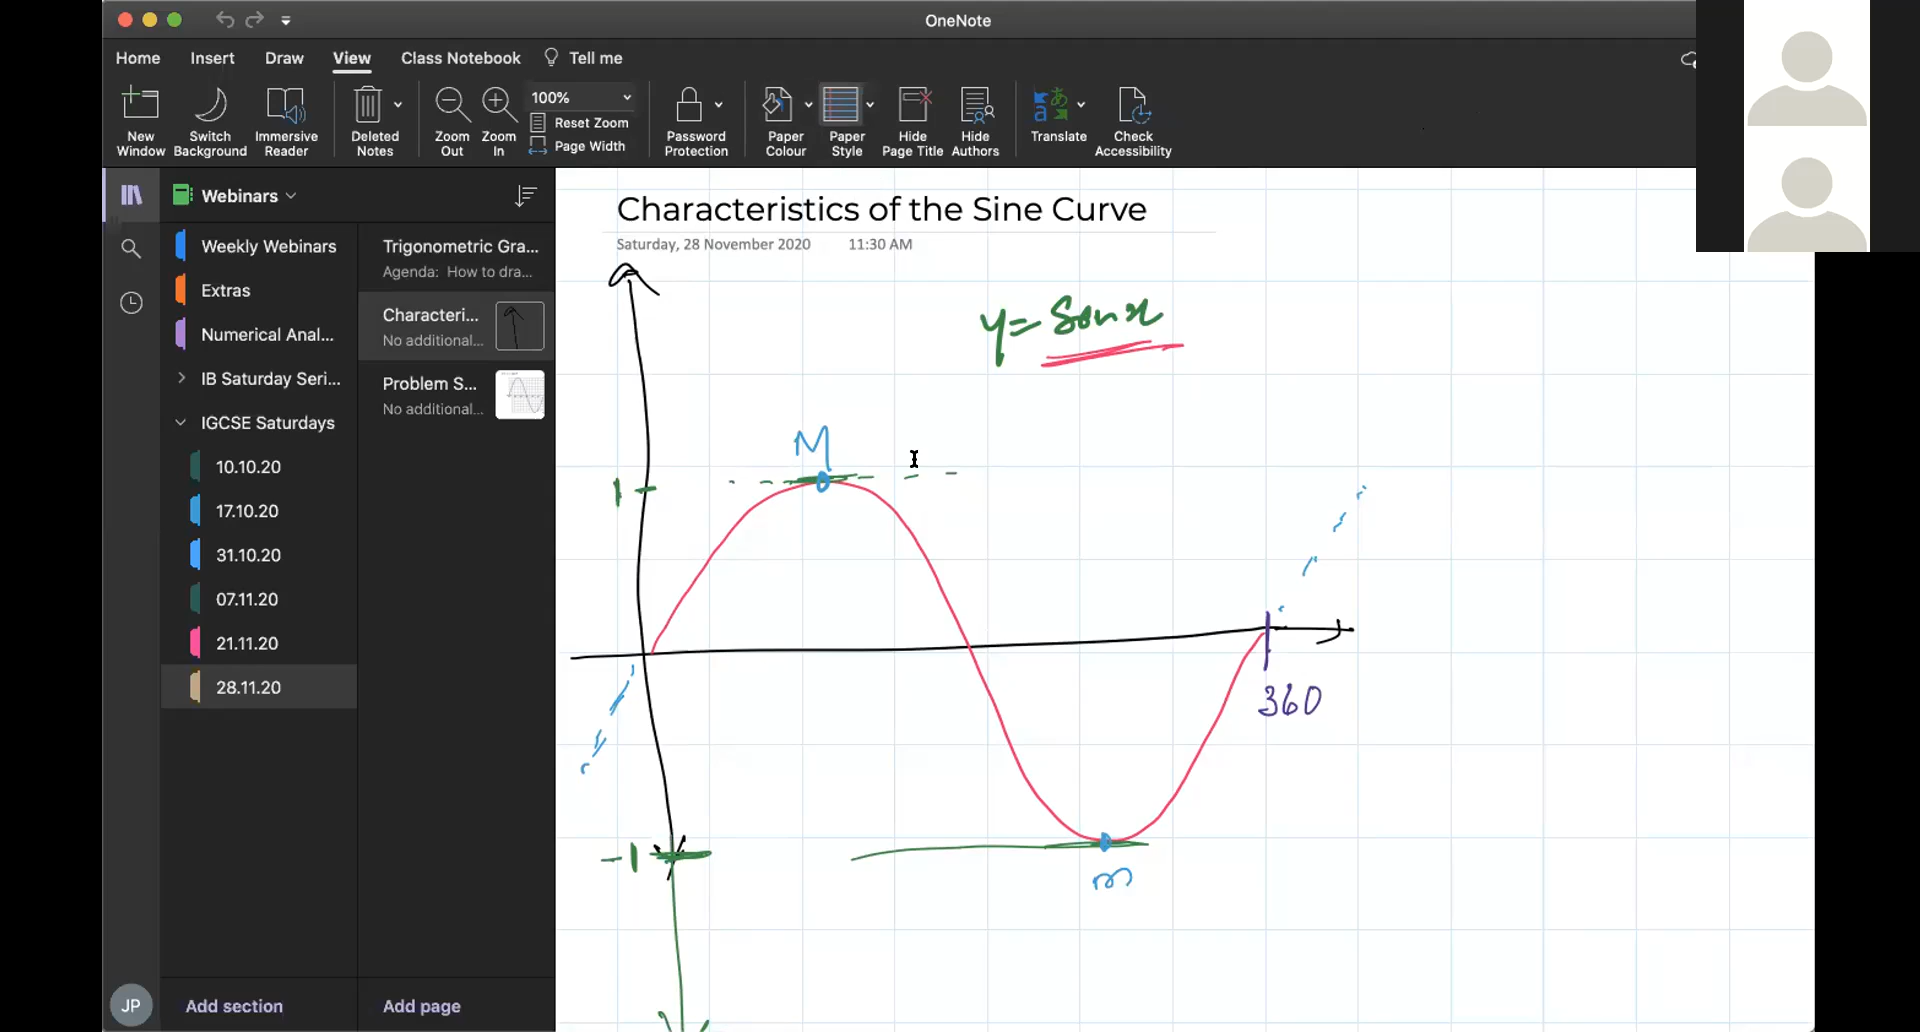 OneNote
Home Insert Draw View Class Notebook Tell me
New Window
Switch Background
Immersive Reader
Deleted Notes
Zoom Out
Zoom In
100%
Reset Zoom
Page Width
Password Protection
Paper Colour
Paper Style
Hide Page Title
Hide Authors
Translate
Check Accessibility
Webinars
Weekly Webinars
Extras
Numerical Anal...
IB Saturday Seri...
IGCSE Saturdays
10.10.20
17.10.20
31.10.20
07.11.20
21.11.20
28.11.20
JP
Add section
Trigonometric Gra...
Agenda: How to dra...
Characteri...
No additional...
Problem S...
No additional...
Add page
Characteristics of the Sine Curve
Saturday, 28 November 2020 11:30 AM
y = Sin x
M
1
360
-1
m